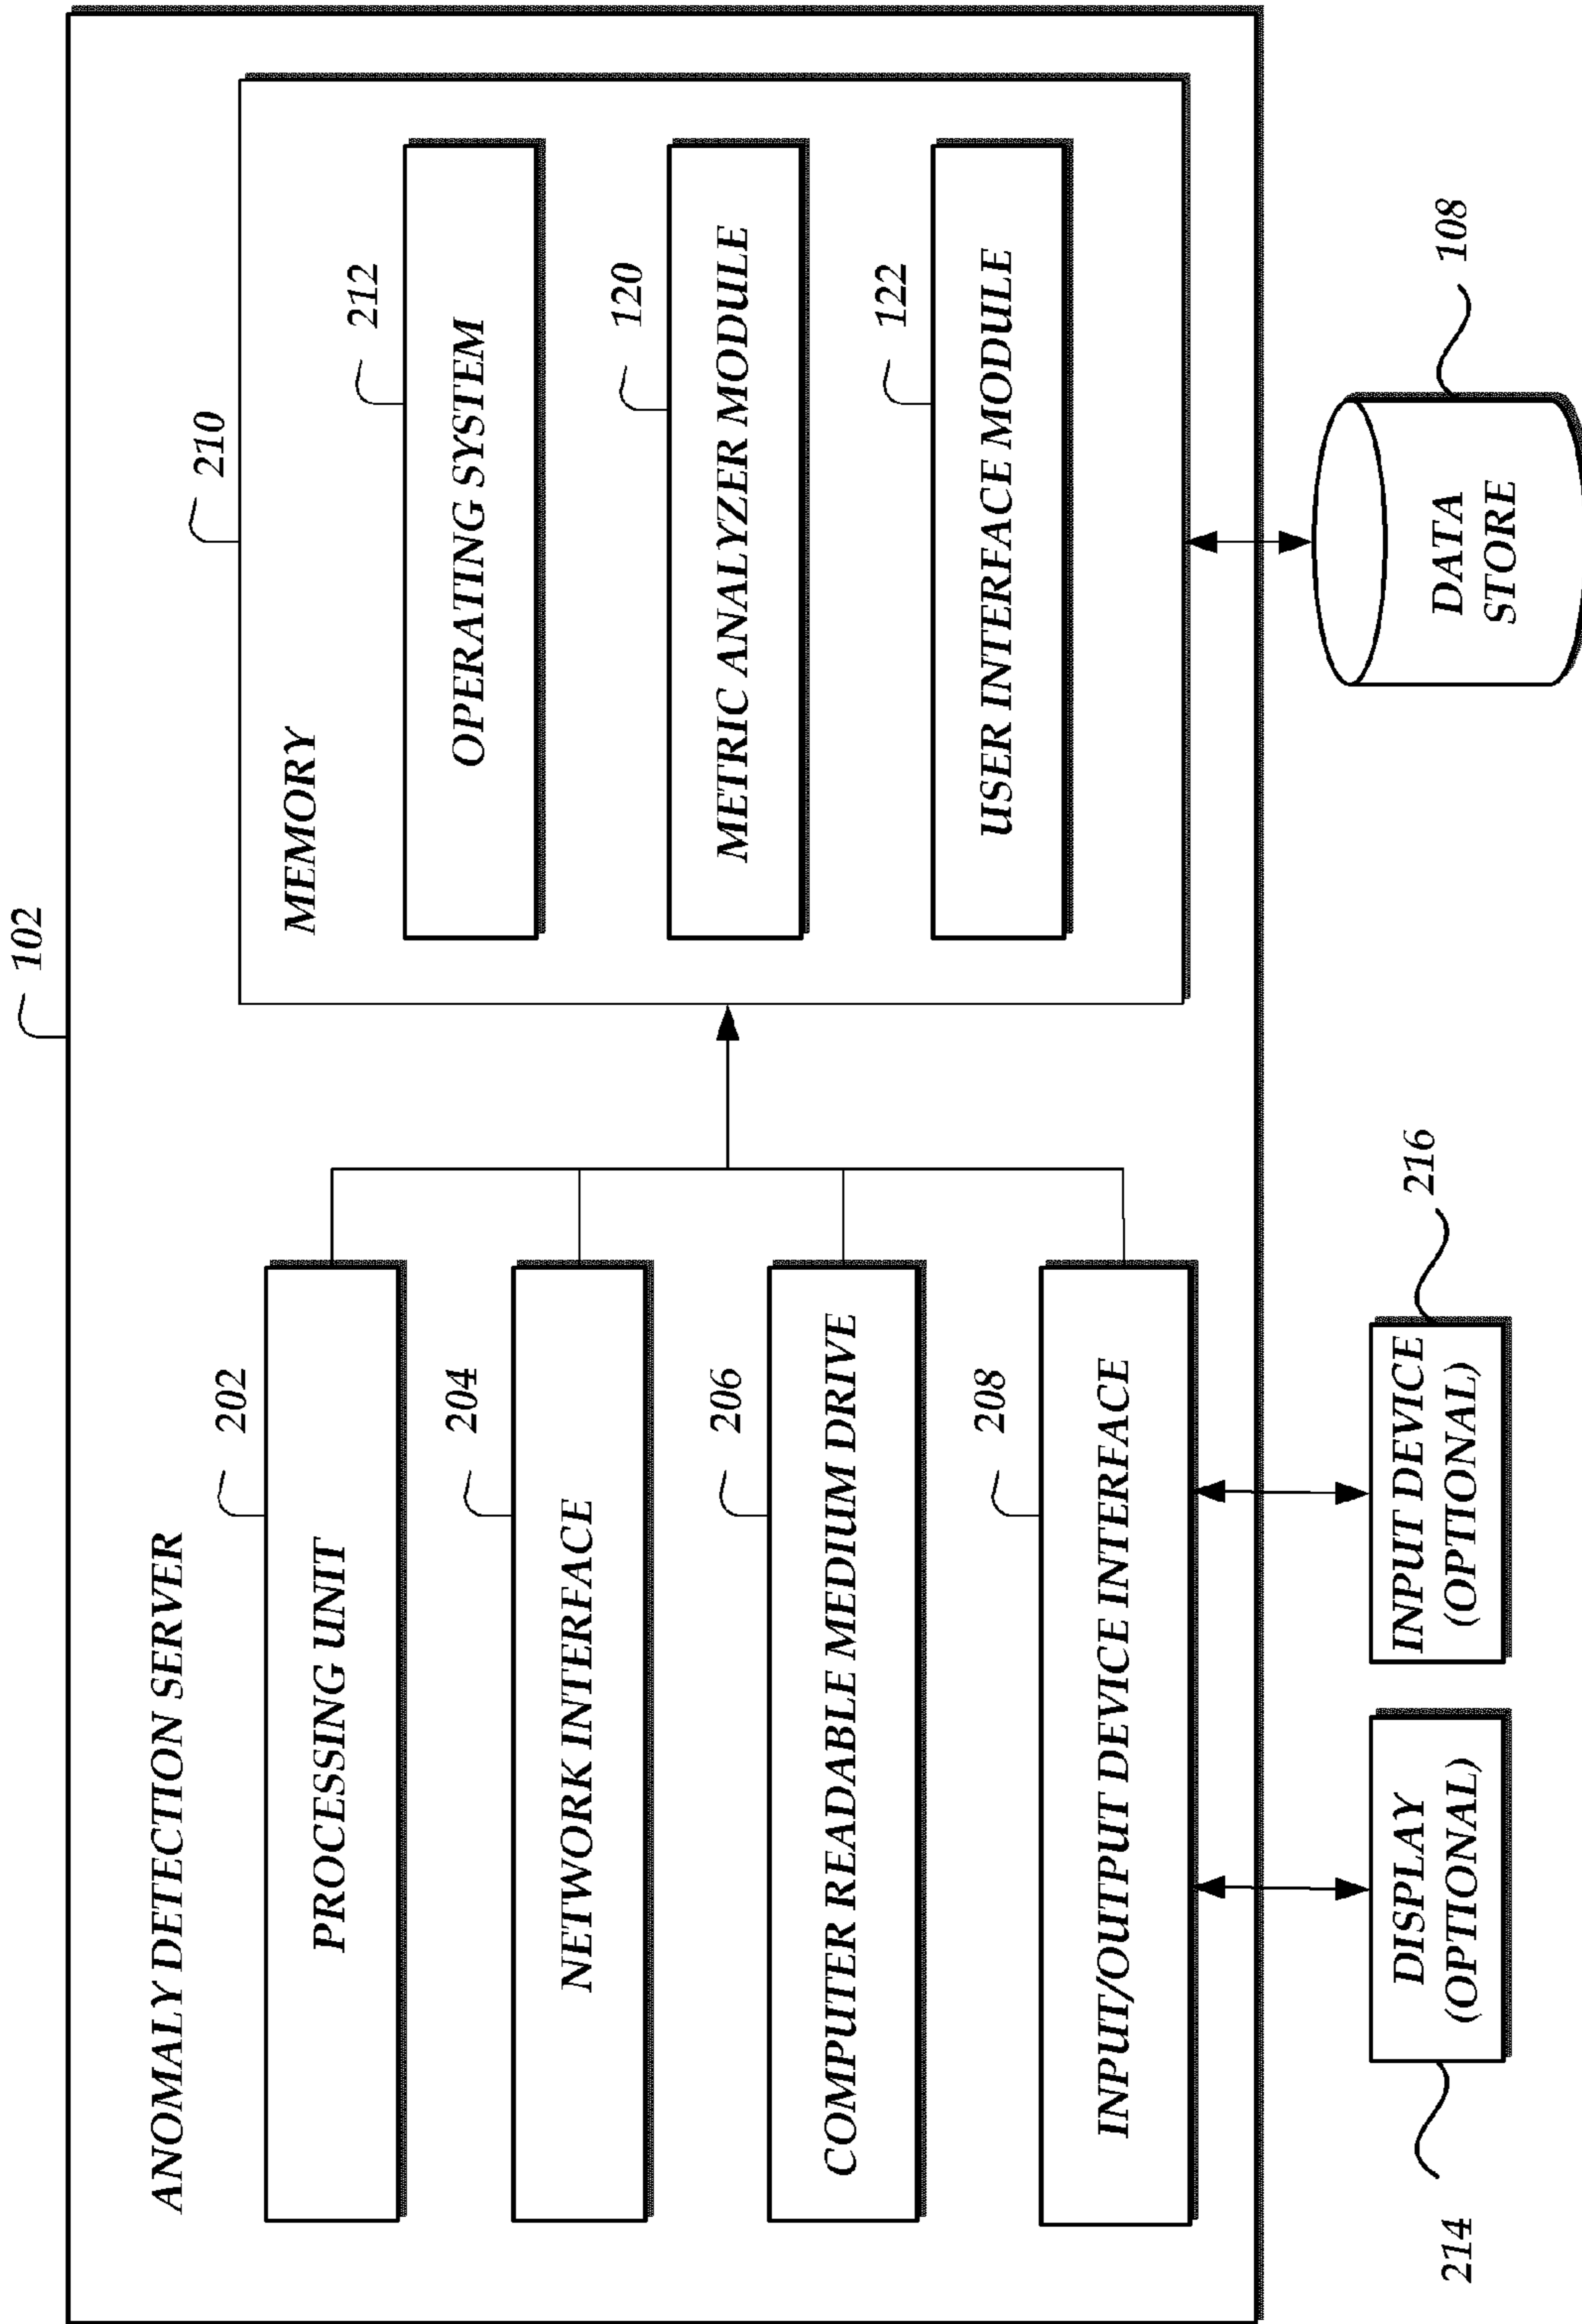 102
ANOMALY DETECTION SERVER
202
PROCESSING UNIT
204
NETWORK INTERFACE
206
COMPUTER READABLE MEDIUM DRIVE
208
INPUT/OUTPUT DEVICE INTERFACE
210
MEMORY
212
OPERATING SYSTEM
120
METRIC ANALYZER MODULE
122
USER INTERFACE MODULE
214
DISPLAY
(OPTIONAL)
INPUT DEVICE
(OPTIONAL)
216
DATA
STORE
108